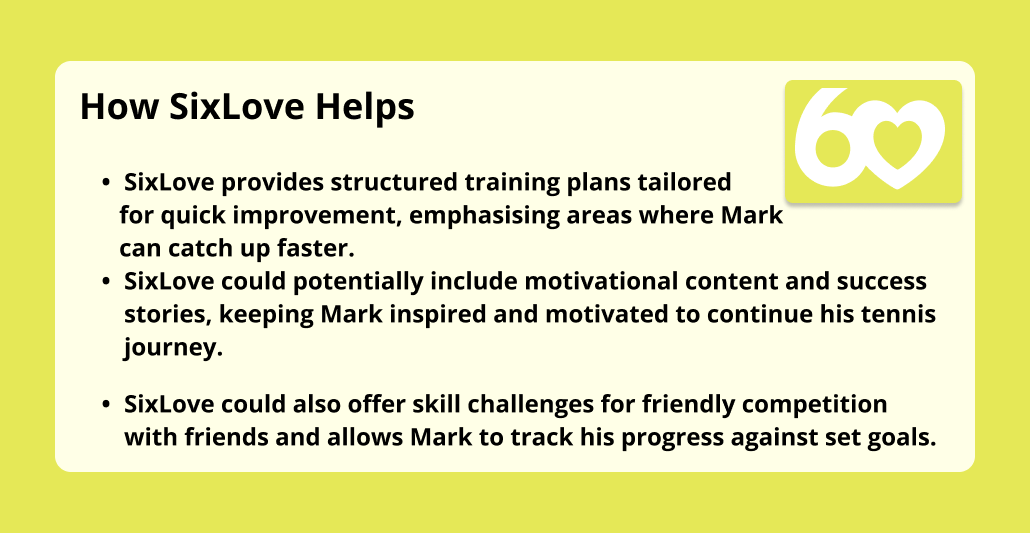 How SixLove Helps
6
• SixLove provides structured training plans tailored
for quick improvement, emphasising areas where Mark
can catch up faster.
• SixLove could potentially include motivational content and success
stories, keeping Mark inspired and motivated to continue his tennis
journey.
• SixLove could also offer skill challenges for friendly competition
with friends and allows Mark to track his progress against set goals.